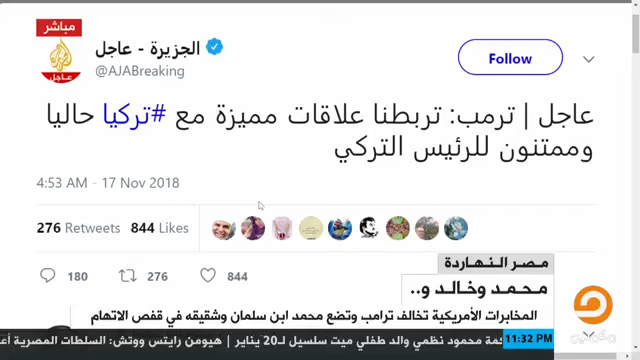 مباشر
عاجل
الجزيرة - عاجل
@AJABreaking
Follow
عاجل | ترمب: تربطنا علاقات مميزة مع #تركيا حاليا
وممتنون للرئيس التركي
4:53 AM - 17 Nov 2018
276 Retweets 844 Likes
180 276 844
مصر النهاردة
محمد وخالد و..
المخابرات الأمريكية تخالف ترامب وتضع محمد ابن سلمان وشقيقه في قفص الاتهام
كمة محمود نظمي والد طفلي ميت سلسيل لـ20 يناير | هيومن رايتس ووتش: السلطات المصرية أعا
11:32 PM